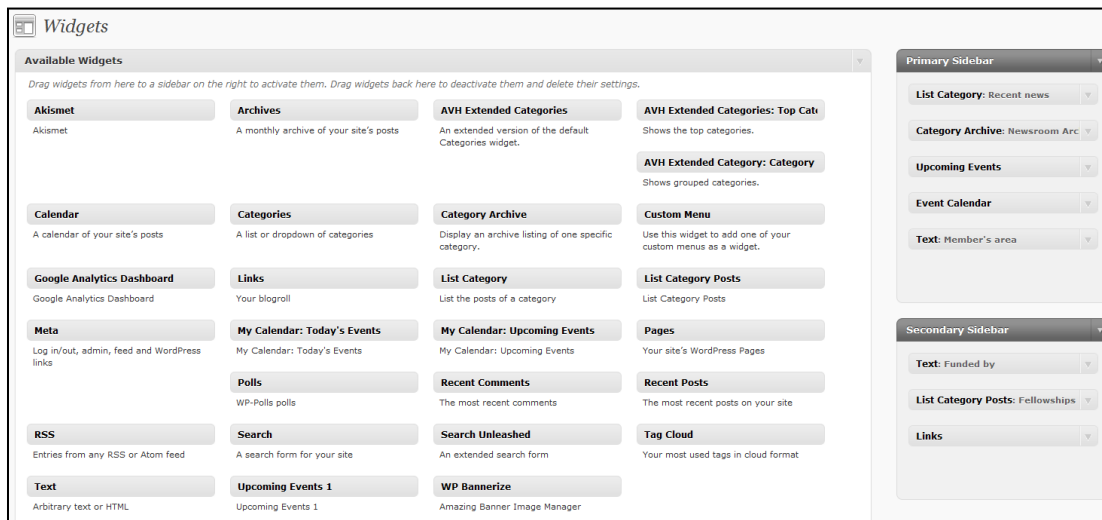 Widgets
Available Widgets
Drag widgets from here to a sidebar on the right to activate them. Drag widgets back here to deactivate them and delete their settings.
Akismet
Akismet
Archives
A monthly archive of your site's posts
AVH Extended Categories
An extended version of the default
Categories widget.
AVH Extended Categories: Top Cate
Shows the top categories.
AVH Extended Category: Category
Shows grouped categories.
Calendar
A calendar of your site's posts
Categories
A list or dropdown of categories
Category Archive
Display an archive listing of one specific
category.
Custom Menu
Use this widget to add one of your
custom menus as a widget.
Google Analytics Dashboard
Google Analytics Dashboard
Links
Your blogroll
List Category
List the posts of a category
List Category Posts
List Category Posts
Meta
Log in/out, admin, feed and WordPress
links
My Calendar: Today's Events
My Calendar: Today's Events
My Calendar: Upcoming Events
My Calendar: Upcoming Events
Pages
Your site's WordPress Pages
Polls
WP-Polls polls
Recent Comments
The most recent comments
Recent Posts
The most recent posts on your site
RSS
Entries from any RSS or Atom feed
Search
A search form for your site
Search Unleashed
An extended search form
Tag Cloud
Your most used tags in cloud format
Text
Arbitrary text or HTML
Upcoming Events 1
Upcoming Events 1
WP Bannerize
Amazing Banner Image Manager
Primary Sidebar
List Category: Recent news
Category Archive: Newsroom Arc
Upcoming Events
Event Calendar
Text: Member's area
Secondary Sidebar
Text: Funded by
List Category Posts: Fellowships
Links